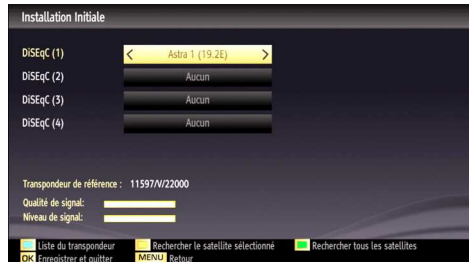 Installation Initiale
DiSEqC (1) < Astra 1 (19.2E) >
DiSEqC (2) Aucun
DiSEqC (3) Aucun
DiSEqC (4) Aucun
Transpondeur de référence : 11597/V/22000
Qualité de signal:
Niveau de signal:
Liste du transpondeur Rechercher le satellite sélectionné Rechercher tous les satellites
OK Enregistrer et quitter MENU Retour